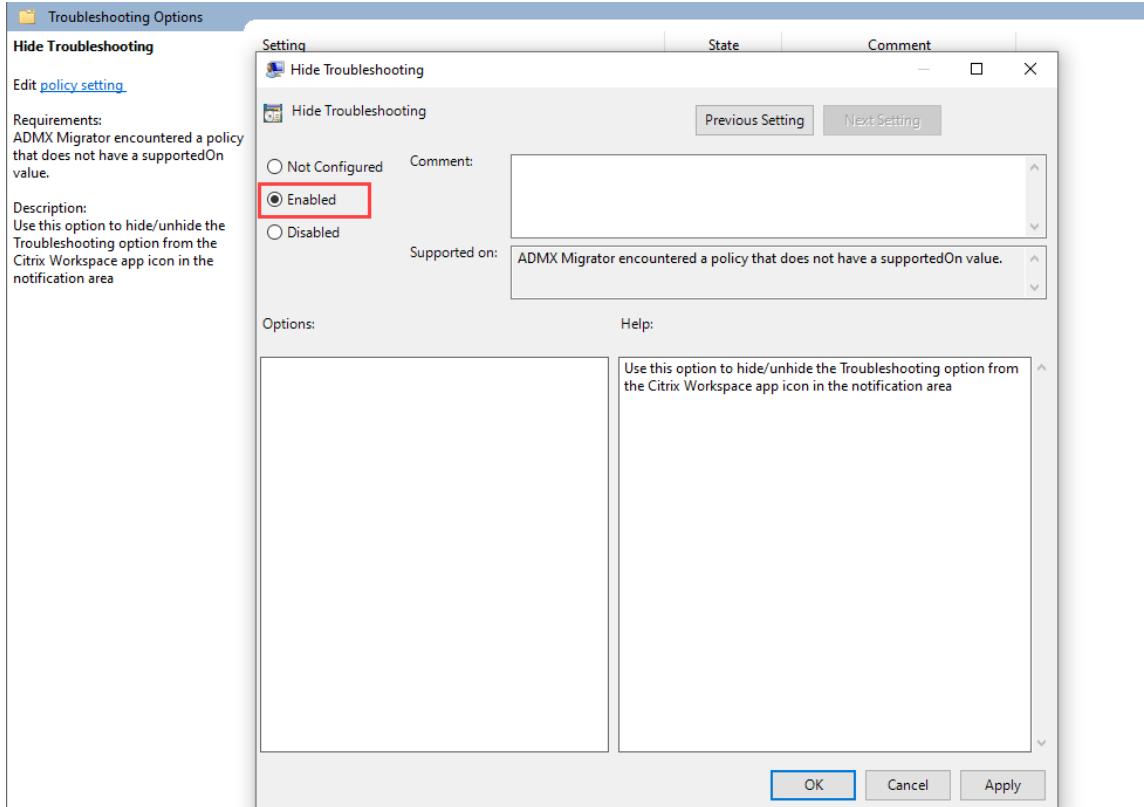 Troubleshooting Options
Hide Troubleshooting
Edit policy setting
Requirements:
ADMX Migrator encountered a policy
that does not have a supportedOn
value.
Description:
Use this option to hide/unhide the
Troubleshooting option from the
Citrix Workspace app icon in the
notification area
Setting State Comment
Hide Troubleshooting
Hide Troubleshooting
Previous Setting Next Setting
Not Configured
Enabled
Disabled
Comment:
Supported on: ADMX Migrator encountered a policy that does not have a supportedOn value.
Options: Help:
Use this option to hide/unhide the Troubleshooting option from
the Citrix Workspace app icon in the notification area
OK Cancel Apply